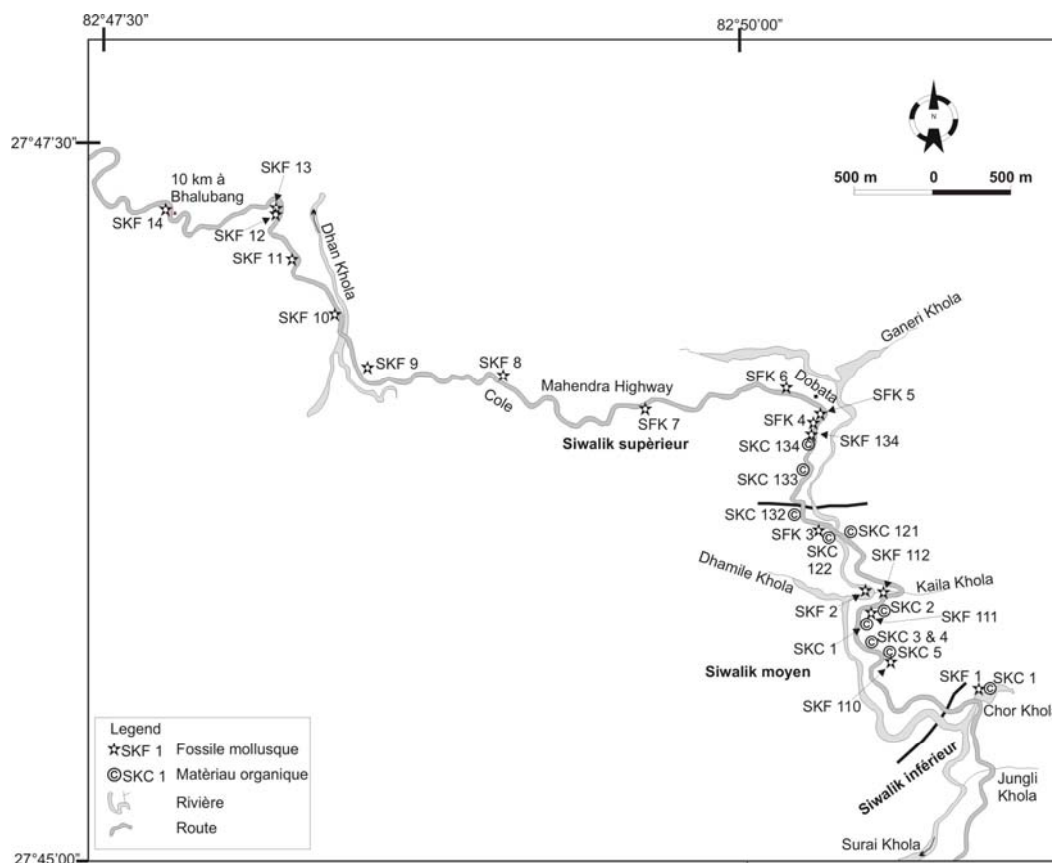 82°47'30"
82°50'00"
27°47'30"
N
500 m 0 500 m
SKF 13
10 km à
Bhalubang
SKF 14
SKF 12
Dhan Khola
SKF 11
SKF 10
Ganeri Khola
SKF 9
SKF 8
SFK 6
Dobata
Mahendra Highway
SFK 5
Cole
SFK 7
SFK 4
Siwalik supèrieur
SKF 134
SKC 134
SKC 133
SKC 132
SFK 3
SKC 121
SKC
122
SKF 112
Dhamile Khola
Kaila Khola
SKF 2
SKC 2
SKF 111
SKC 1
SKC 3 & 4
SKC 5
Siwalik moyen
SKF 1
SKC 1
SKF 110
Chor Khola
Legend
SKF 1 Fossile mollusque
SKC 1 Matèriau organique
Rivière
Route
Siwalik inférieur
Jungli
Khola
Surai Khola
27°45'00"